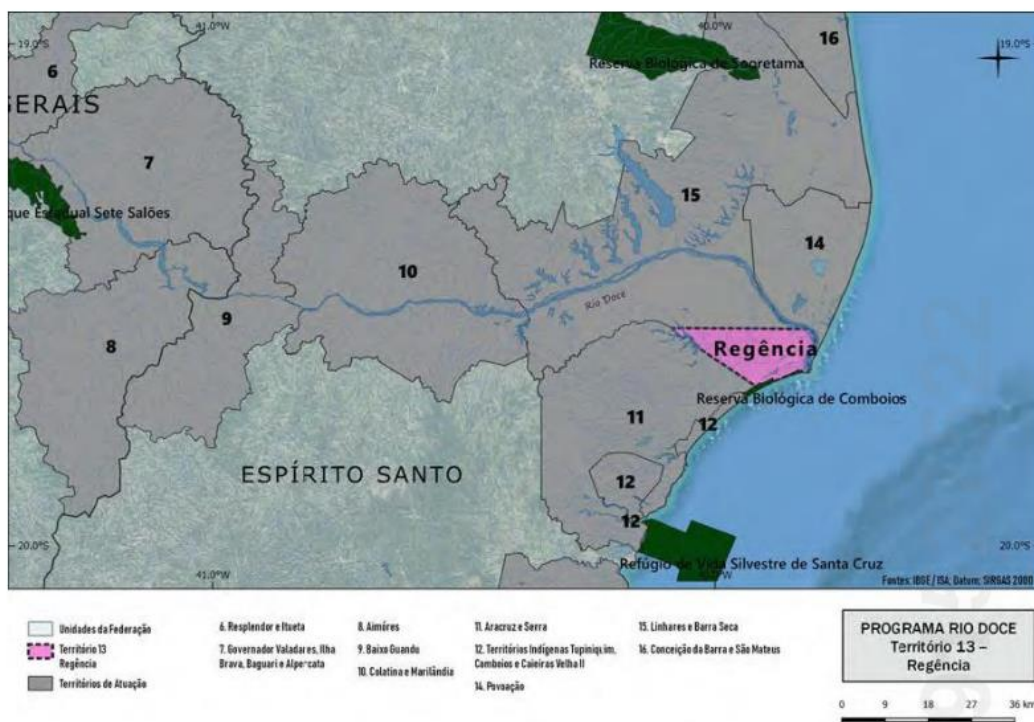 41.0°W
40.0°W
19.0°S
19.0°S
16
6
GERAIS
Reserva Biológica de Sooretama
7
15
que Estadual Sete Salões
14
10
Rio Doce
9
8
Regência
Reserva Biológica de Comboios
11
12
ESPÍRITO SANTO
12
12
20.0°S
20.0°S
Refúgio de Vida Silvestre de Santa Cruz
41.0°W
Fontes: IBGE / ISA; Datum: SIRGAS 2000
Unidades da Federação
Território 13
Regência
Territórios de Atuação
6. Resplendor e Itueta
7. Governador Valadares, Ilha
Brava, Baguari e Alpercata
8. Aimóres
9. Baixo Guandu
10. Colatina e Marilândia
11. Aracruz e Serra
12. Territórios Indígenas Tupiniquim,
Comboios e Caieiras Velha II
14. Povoação
15. Linhares e Barra Seca
16. Conceição da Barra e São Mateus
PROGRAMA RIO DOCE
Território 13 –
Regência
0 9 18 27 36 km